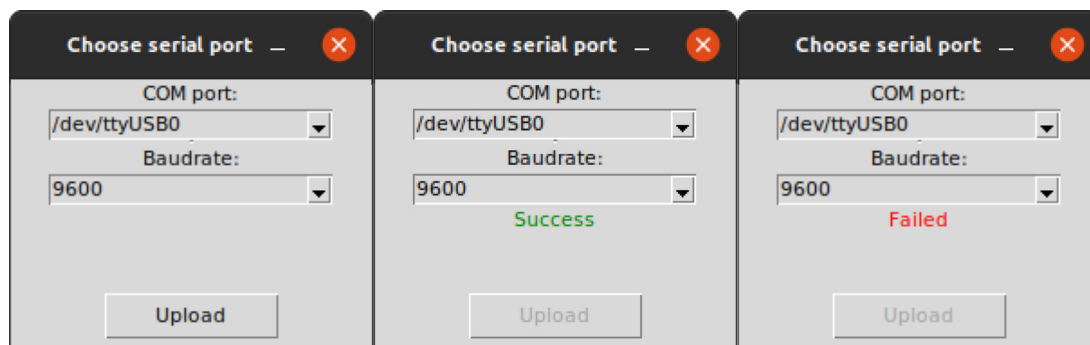 Choose serial port
COM port:
/dev/ttyUSB0
Baudrate:
9600
Upload
Choose serial port
COM port:
/dev/ttyUSB0
Baudrate:
9600
Success
Upload
Choose serial port
COM port:
/dev/ttyUSB0
Baudrate:
9600
Failed
Upload